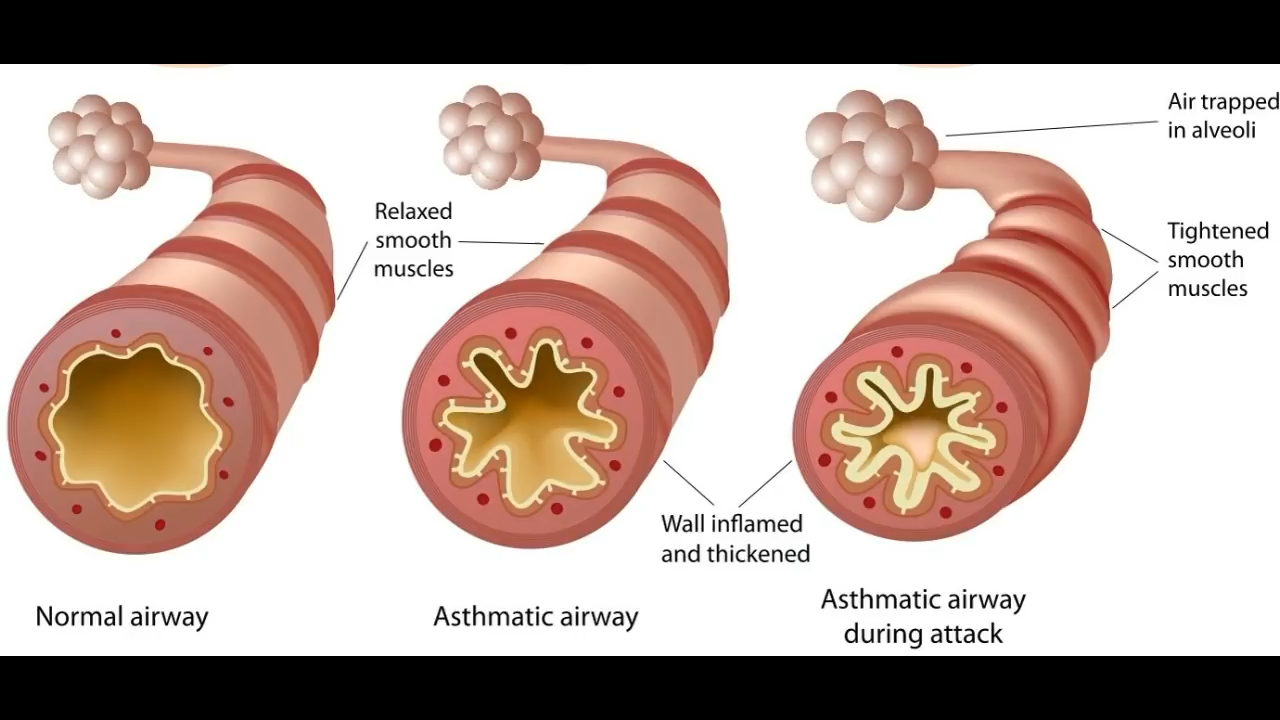 Air trapped
in alveoli
Relaxed
smooth
muscles
Tightened
smooth
muscles
Wall inflamed
and thickened
Normal airway
Asthmatic airway
Asthmatic airway
during attack